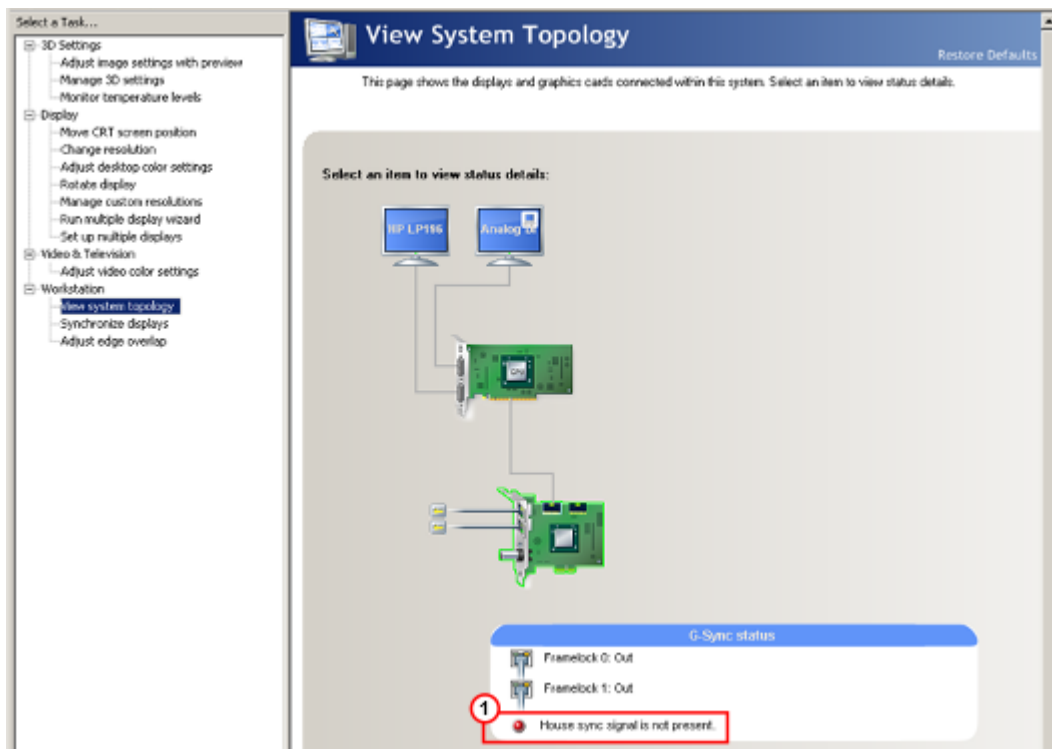 Select a Task...
3D Settings
Adjust image settings with preview
Manage 3D settings
Monitor temperature levels
Display
Move CRT screen position
Change resolution
Adjust desktop color settings
Rotate display
Manage custom resolutions
Run multiple display wizard
Set up multiple displays
Video & Television
Adjust video color settings
Workstation
View system topology
Synchronize displays
Adjust edge overlap
View System Topology
Restore Defaults
This page shows the displays and graphics cards connected within this system. Select an item to view status details.
Select an item to view status details:
HP LP196
Analog
GPU
G-Sync status
Framelock 0: Out
Framelock 1: Out
1
House sync signal is not present.